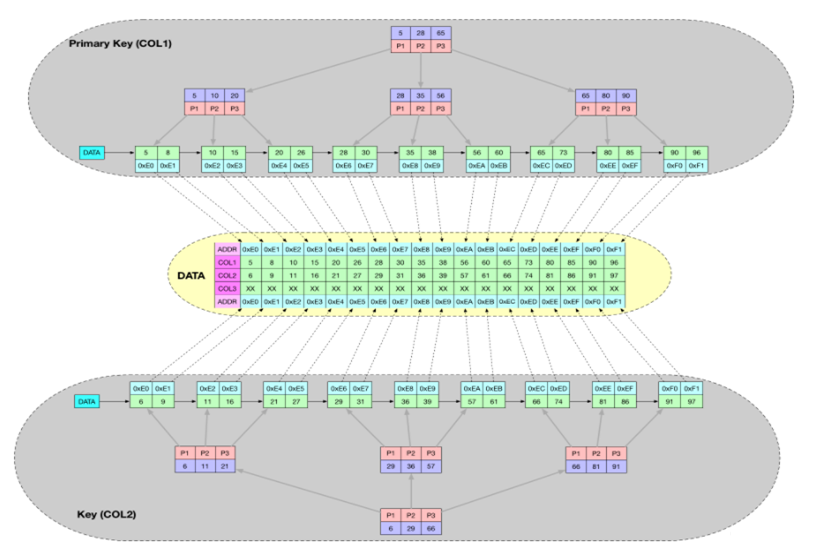 Primary Key (COL1)
5 28 65
P1 P2 P3
5 10 20 28 35 56 65 80 90
P1 P2 P3 P1 P2 P3 P1 P2 P3
DATA 5 8 10 15 20 26 28 30 35 38 56 60 65 73 80 85 90 96
0xE0 0xE1 0xE2 0xE3 0xE4 0xE5 0xE6 0xE7 0xE8 0xE9 0xEA 0xEB 0xEC 0xED 0xEE 0xEF 0xF0 0xF1
DATA
ADDR 0xE0 0xE1 0xE2 0xE3 0xE4 0xE5 0xE6 0xE7 0xE8 0xE9 0xEA 0xEB 0xEC 0xED 0xEE 0xEF 0xF0 0xF1
COL1 5 8 10 15 20 26 28 30 35 38 56 60 65 73 80 85 90 96
COL2 6 9 11 16 21 27 29 31 36 39 57 61 66 74 81 86 91 97
COL3 XX XX XX XX XX XX XX XX XX XX XX XX XX XX XX XX XX XX
ADDR 0xE0 0xE1 0xE2 0xE3 0xE4 0xE5 0xE6 0xE7 0xE8 0xE9 0xEA 0xEB 0xEC 0xED 0xEE 0xEF 0xF0 0xF1
0xE0 0xE1 0xE2 0xE3 0xE4 0xE5 0xE6 0xE7 0xE8 0xE9 0xEA 0xEB 0xEC 0xED 0xEE 0xEF 0xF0 0xF1
DATA 6 9 11 16 21 27 29 31 36 39 57 61 66 74 81 86 91 97
P1 P2 P3 P1 P2 P3 P1 P2 P3
6 11 21 29 36 57 66 81 91
Key (COL2)
P1 P2 P3
6 29 66